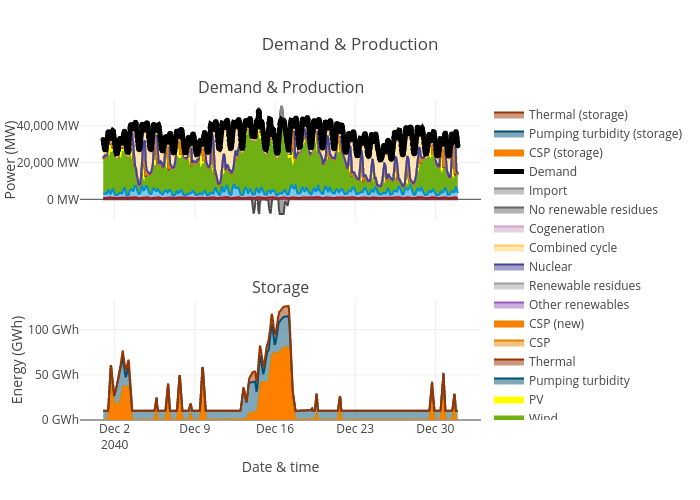 Demand & Production
Demand & Production
Power (MW)
40,000 MW
20,000 MW
0 MW
Storage
Energy (GWh)
100 GWh
50 GWh
0 GWh
Dec 2
2040
Dec 9
Dec 16
Dec 23
Dec 30
Date & time
Thermal (storage)
Pumping turbidity (storage)
CSP (storage)
Demand
Import
No renewable residues
Cogeneration
Combined cycle
Nuclear
Renewable residues
Other renewables
CSP (new)
CSP
Thermal
Pumping turbidity
PV
Wind